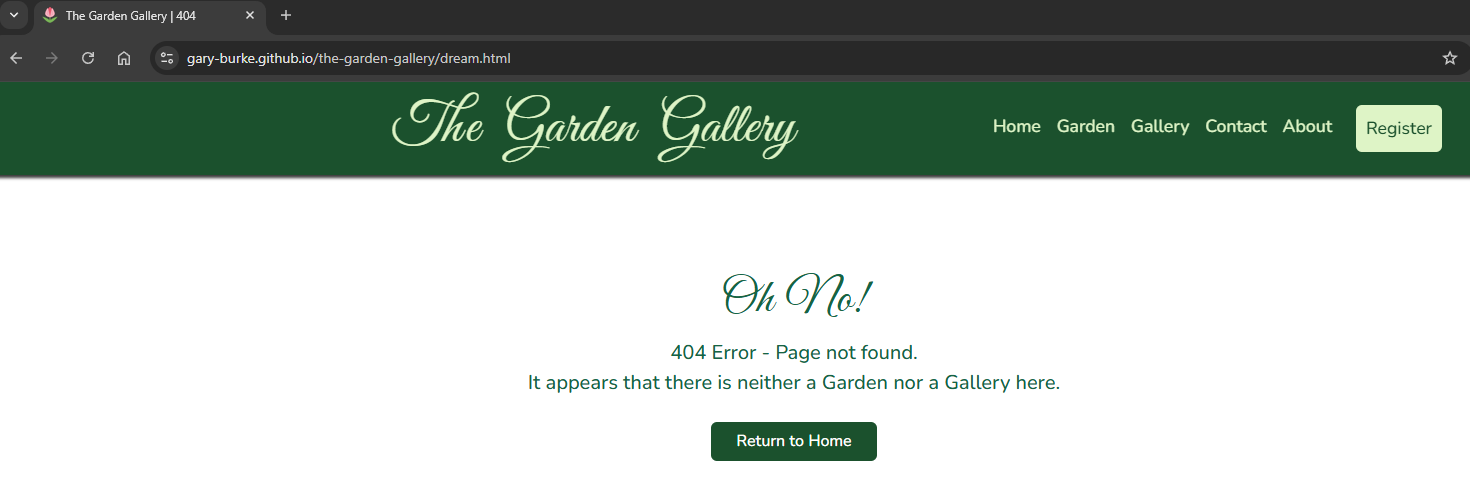 The Garden Gallery | 404
gary-burke.github.io/the-garden-gallery/dream.html
The Garden Gallery
Home Garden Gallery Contact About Register
Oh No!
404 Error - Page not found.
It appears that there is neither a Garden nor a Gallery here.
Return to Home